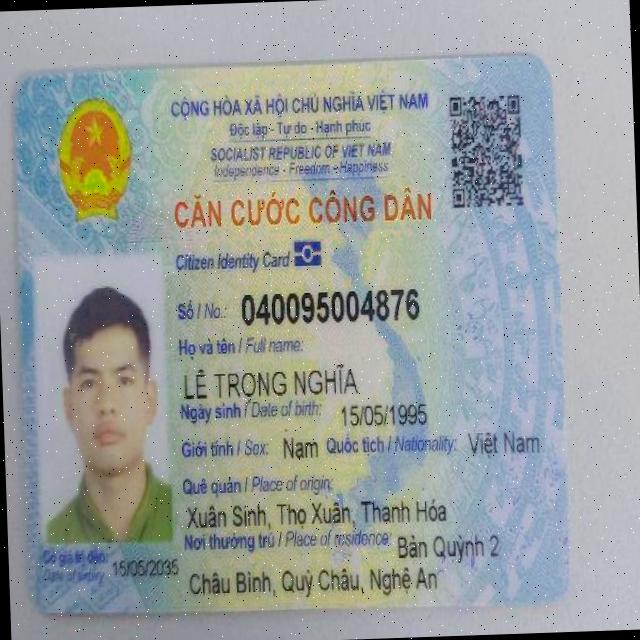 CỘNG HÒA XÃ HỘI CHỦ NGHĨA VIỆT NAM
Độc lập - Tự do - Hạnh phúc
SOCIALIST REPUBLIC OF VIET NAM
Independence - Freedom - Happiness
CĂN CƯỚC CÔNG DÂN
Citizen Identity Card
Số / No.: 040095004876
Họ và tên / Full name:
LÊ TRỌNG NGHĨA
Ngày sinh / Date of birth: 15/05/1995
Giới tính / Sex: Nam Quốc tịch / Nationality: Việt Nam
Quê quán / Place of origin:
Xuân Sinh, Thọ Xuân, Thanh Hóa
Nơi thường trú / Place of residence: Bản Quỳnh 2
Châu Bình, Quỳ Châu, Nghệ An
Có giá trị đến: 15/05/2035
Date of expiry